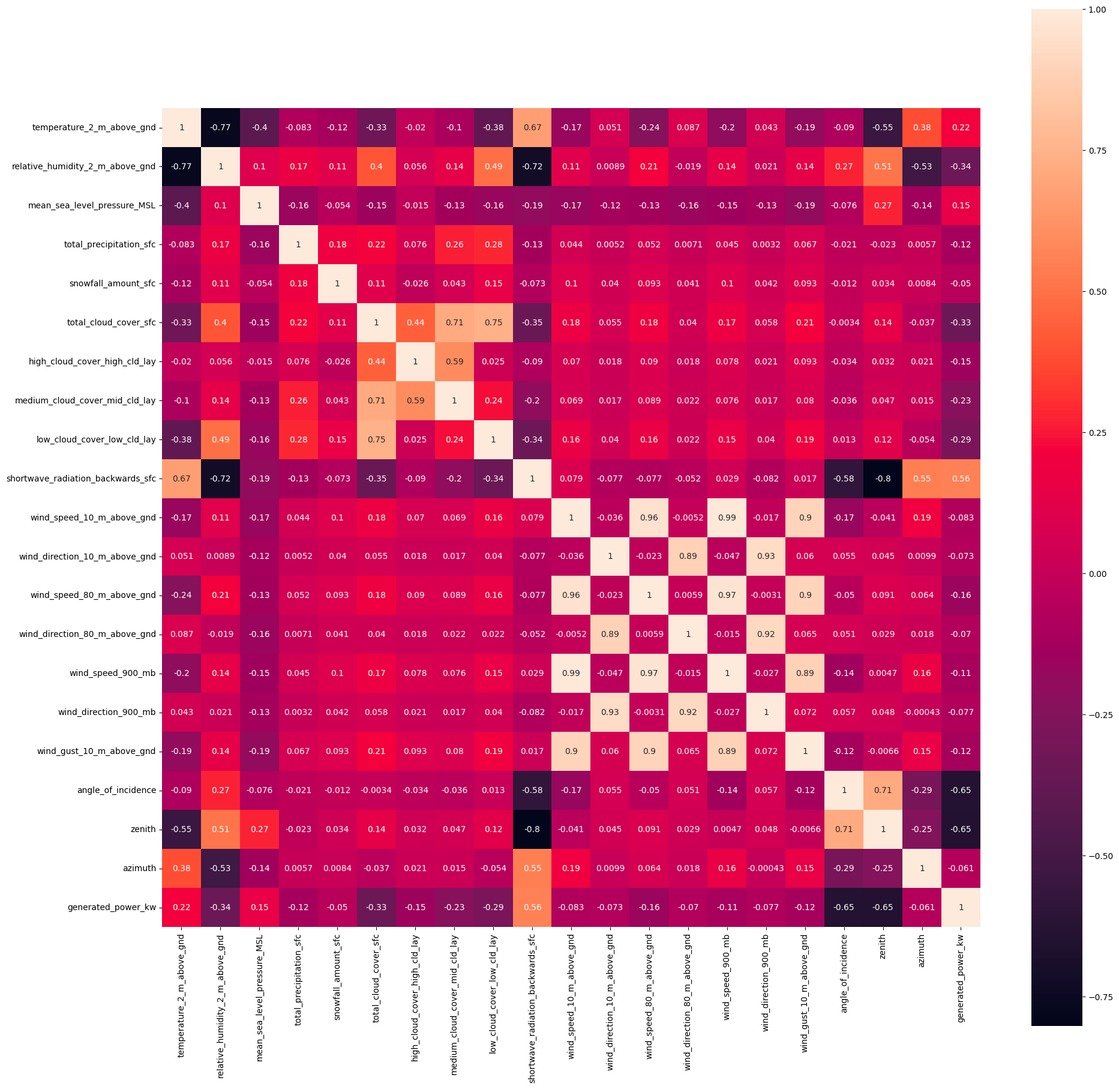 temperature_2_m_above_gnd 1 -0.77 -0.4 -0.083 -0.12 -0.33 -0.02 -0.1 -0.38 0.67 -0.17 0.051 -0.24 0.087 -0.2 0.043 -0.19 -0.09 -0.55 0.38 0.22
relative_humidity_2_m_above_gnd -0.77 1 0.1 0.17 0.11 0.4 0.056 0.14 0.49 -0.72 0.11 0.0089 0.21 -0.019 0.14 0.021 0.14 0.27 0.51 -0.53 -0.34
mean_sea_level_pressure_MSL -0.4 0.1 1 -0.16 -0.054 -0.15 -0.015 -0.13 -0.16 -0.19 -0.17 -0.12 -0.13 -0.16 -0.15 -0.13 -0.19 -0.076 0.27 -0.14 0.15
total_precipitation_sfc -0.083 0.17 -0.16 1 0.18 0.22 0.076 0.26 0.28 -0.13 0.044 0.0052 0.052 0.0071 0.045 0.0032 0.067 -0.021 -0.023 0.0057 -0.12
snowfall_amount_sfc -0.12 0.11 -0.054 0.18 1 0.11 -0.026 0.043 0.15 -0.073 0.1 0.04 0.093 0.041 0.1 0.042 0.093 -0.012 0.034 0.0084 -0.05
total_cloud_cover_sfc -0.33 0.4 -0.15 0.22 0.11 1 0.44 0.71 0.75 -0.35 0.18 0.055 0.18 0.04 0.17 0.058 0.21 -0.0034 0.14 -0.037 -0.33
high_cloud_cover_high_cld_lay -0.02 0.056 -0.015 0.076 -0.026 0.44 1 0.59 0.025 -0.09 0.07 0.018 0.09 0.018 0.078 0.021 0.093 -0.034 0.032 0.021 -0.15
medium_cloud_cover_mid_cld_lay -0.1 0.14 -0.13 0.26 0.043 0.71 0.59 1 0.24 -0.2 0.069 0.017 0.089 0.022 0.076 0.017 0.08 -0.036 0.047 0.015 -0.23
low_cloud_cover_low_cld_lay -0.38 0.49 -0.16 0.28 0.15 0.75 0.025 0.24 1 -0.34 0.16 0.04 0.16 0.022 0.15 0.04 0.19 0.013 0.12 -0.054 -0.29
shortwave_radiation_backwards_sfc 0.67 -0.72 -0.19 -0.13 -0.073 -0.35 -0.09 -0.2 -0.34 1 0.079 -0.077 -0.077 -0.052 0.029 -0.082 0.017 -0.58 -0.8 0.55 0.56
wind_speed_10_m_above_gnd -0.17 0.11 -0.17 0.044 0.1 0.18 0.07 0.069 0.16 0.079 1 -0.036 0.96 -0.0052 0.99 -0.017 0.9 -0.17 -0.041 0.19 -0.083
wind_direction_10_m_above_gnd 0.051 0.0089 -0.12 0.0052 0.04 0.055 0.018 0.017 0.04 -0.077 -0.036 1 -0.023 0.89 -0.047 0.93 0.06 0.055 0.045 0.0099 -0.073
wind_speed_80_m_above_gnd -0.24 0.21 -0.13 0.052 0.093 0.18 0.09 0.089 0.16 -0.077 0.96 -0.023 1 0.0059 0.97 -0.0031 0.9 -0.05 0.091 0.064 -0.16
wind_direction_80_m_above_gnd 0.087 -0.019 -0.16 0.0071 0.041 0.04 0.018 0.022 0.022 -0.052 -0.0052 0.89 0.0059 1 -0.015 0.92 0.065 0.051 0.029 0.018 -0.07
wind_speed_900_mb -0.2 0.14 -0.15 0.045 0.1 0.17 0.078 0.076 0.15 0.029 0.99 -0.047 0.97 -0.015 1 -0.027 0.89 -0.14 0.0047 0.16 -0.11
wind_direction_900_mb 0.043 0.021 -0.13 0.0032 0.042 0.058 0.021 0.017 0.04 -0.082 -0.017 0.93 -0.0031 0.92 -0.027 1 0.072 0.057 0.048 -0.00043 -0.077
wind_gust_10_m_above_gnd -0.19 0.14 -0.19 0.067 0.093 0.21 0.093 0.08 0.19 0.017 0.9 0.06 0.9 0.065 0.89 0.072 1 -0.12 -0.0066 0.15 -0.12
angle_of_incidence -0.09 0.27 -0.076 -0.021 -0.012 -0.0034 -0.034 -0.036 0.013 -0.58 -0.17 0.055 -0.05 0.051 -0.14 0.057 -0.12 1 0.71 -0.29 -0.65
zenith -0.55 0.51 0.27 -0.023 0.034 0.14 0.032 0.047 0.12 -0.8 -0.041 0.045 0.091 0.029 0.0047 0.048 -0.0066 0.71 1 -0.25 -0.65
azimuth 0.38 -0.53 -0.14 0.0057 0.0084 -0.037 0.021 0.015 -0.054 0.55 0.19 0.0099 0.064 0.018 0.16 -0.00043 0.15 -0.29 -0.25 1 -0.061
generated_power_kw 0.22 -0.34 0.15 -0.12 -0.05 -0.33 -0.15 -0.23 -0.29 0.56 -0.083 -0.073 -0.16 -0.07 -0.11 -0.077 -0.12 -0.65 -0.65 -0.061 1
temperature_2_m_above_gnd
relative_humidity_2_m_above_gnd
mean_sea_level_pressure_MSL
total_precipitation_sfc
snowfall_amount_sfc
total_cloud_cover_sfc
high_cloud_cover_high_cld_lay
medium_cloud_cover_mid_cld_lay
low_cloud_cover_low_cld_lay
shortwave_radiation_backwards_sfc
wind_speed_10_m_above_gnd
wind_direction_10_m_above_gnd
wind_speed_80_m_above_gnd
wind_direction_80_m_above_gnd
wind_speed_900_mb
wind_direction_900_mb
wind_gust_10_m_above_gnd
angle_of_incidence
zenith
azimuth
generated_power_kw
1.00
0.75
0.50
0.25
0.00
−0.25
−0.50
−0.75